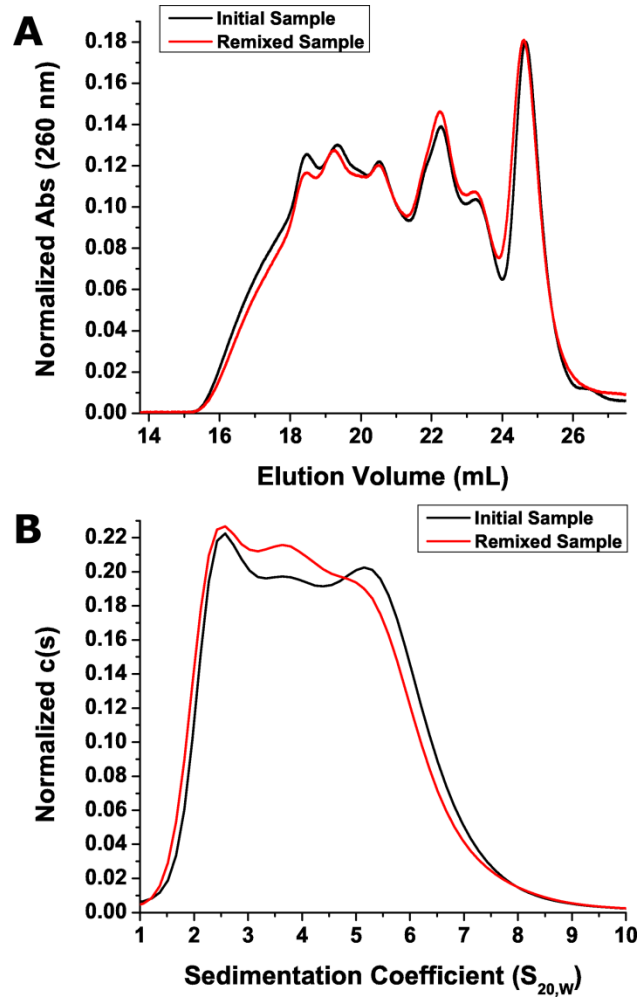 A
Initial Sample
Remixed Sample
Normalized Abs (260 nm)
0.18
0.16
0.14
0.12
0.10
0.08
0.06
0.04
0.02
0.00
14 16 18 20 22 24 26
Elution Volume (mL)
B
Initial Sample
Remixed Sample
Normalized c(s)
0.22
0.20
0.18
0.16
0.14
0.12
0.10
0.08
0.06
0.04
0.02
0.00
1 2 3 4 5 6 7 8 9 10
Sedimentation Coefficient (S20,W)